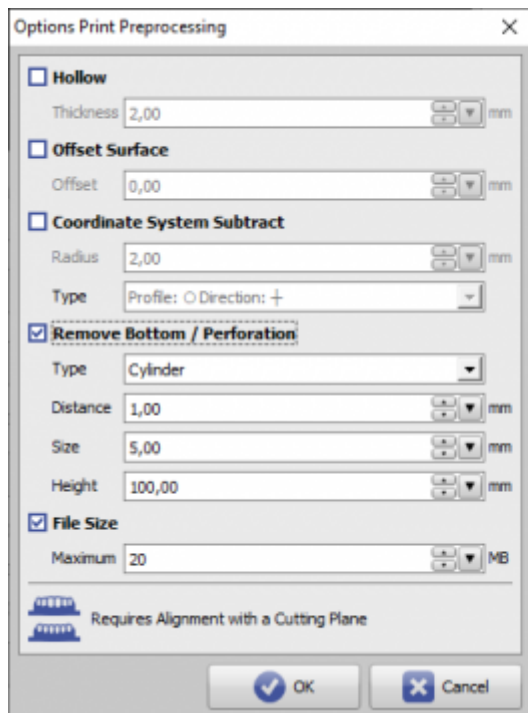 Options Print Preprocessing
Hollow
Thickness 2,00 mm
Offset Surface
Offset 0,00 mm
Coordinate System Subtract
Radius 2,00 mm
Type Profile: ○ Direction: ┼
Remove Bottom / Perforation
Type Cylinder
Distance 1,00 mm
Size 5,00 mm
Height 100,00 mm
File Size
Maximum 20 MB
Requires Alignment with a Cutting Plane
OK Cancel